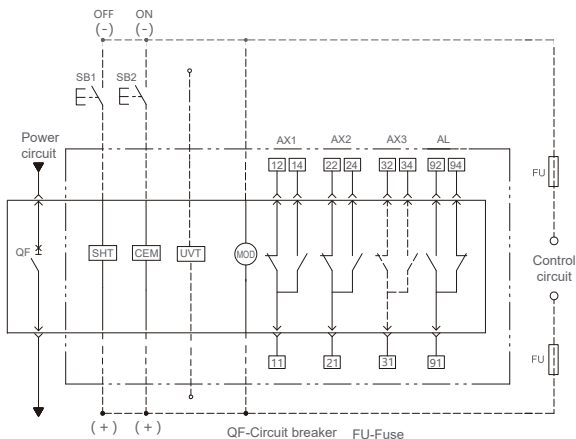 OFF ON
(-) (-)
SB1 SB2
Power
circuit
AX1 AX2 AX3 AL
12 14 22 24 32 34 92 94
FU
QF SHT CEM UVT MOD
Control
circuit
11 21 31 91
FU
(+) (+)
QF-Circuit breaker FU-Fuse